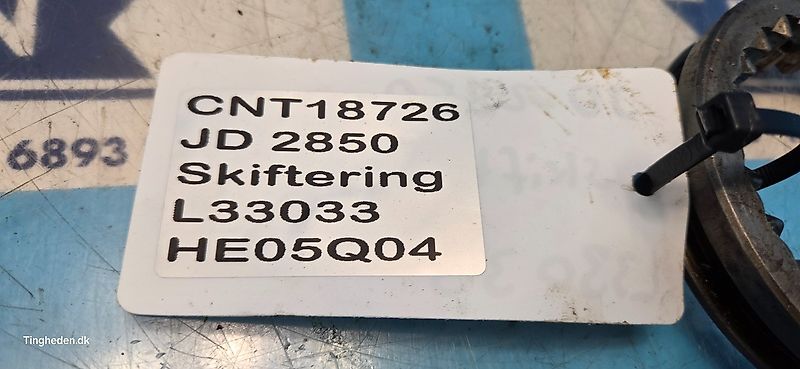 CNT18726
JD 2850
Skiftering
L33033
HE05Q04
6893
Tingheden.dk